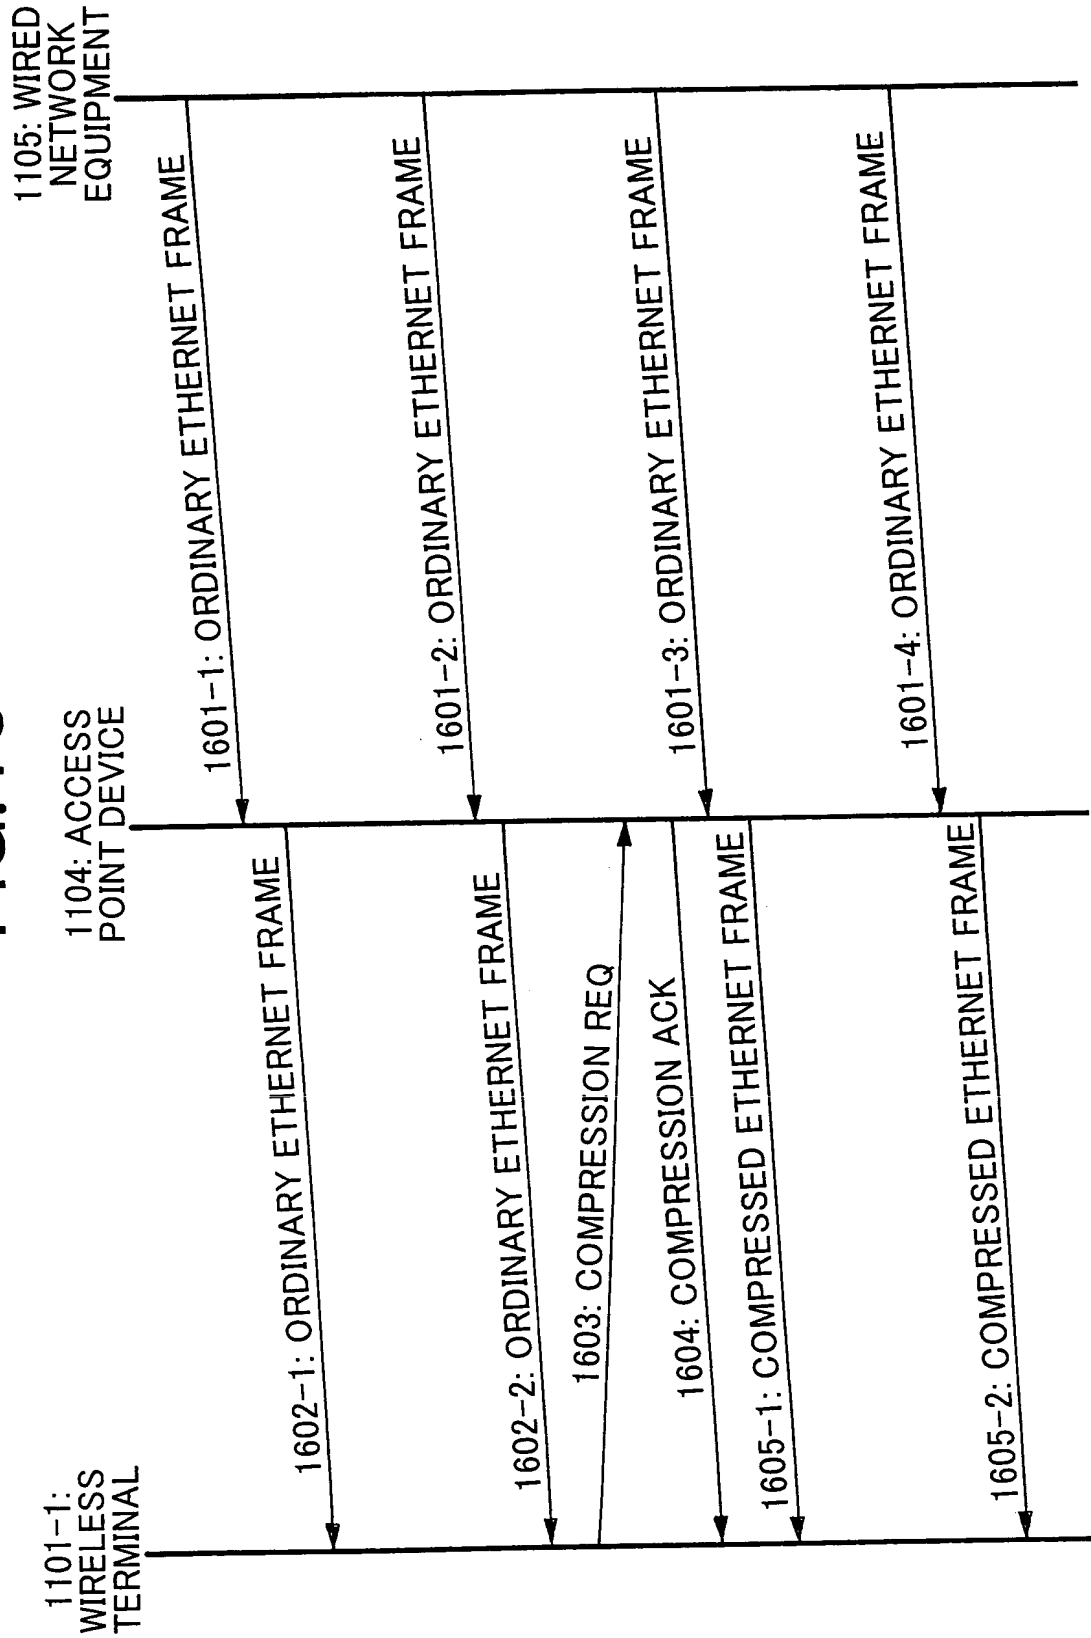 1101-1:
WIRELESS
TERMINAL
1104: ACCESS
POINT DEVICE
1105: WIRED
NETWORK
EQUIPMENT
1601-1: ORDINARY ETHERNET FRAME
1602-1: ORDINARY ETHERNET FRAME
1601-2: ORDINARY ETHERNET FRAME
1602-2: ORDINARY ETHERNET FRAME
1603: COMPRESSION REQ
1604: COMPRESSION ACK
1601-3: ORDINARY ETHERNET FRAME
1605-1: COMPRESSED ETHERNET FRAME
1601-4: ORDINARY ETHERNET FRAME
1605-2: COMPRESSED ETHERNET FRAME